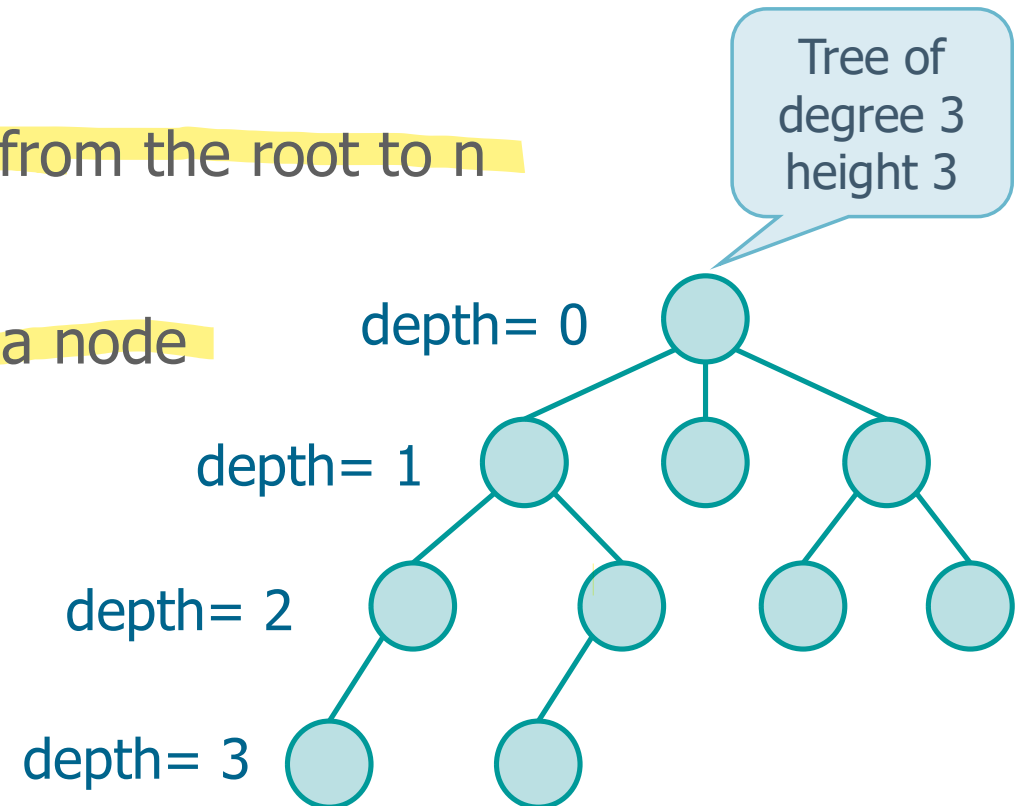 Tree of
degree 3
height 3
from the root to n
depth= 0
a node
depth= 1
depth= 2
depth= 3